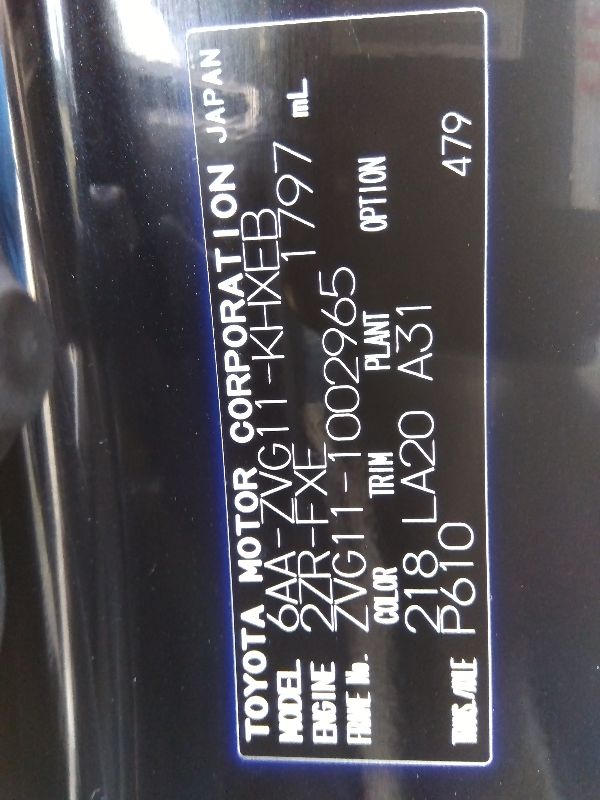 TOYOTA MOTOR CORPORATION JAPAN
MODEL 6AA-ZVG11-KHXEB
ENGINE 2ZR-FXE 1797 mL
FRAME No. ZVG11-1002965
COLOR TRIM PLANT OPTION
218 LA20 A31
TRANS./AXLE P610 479